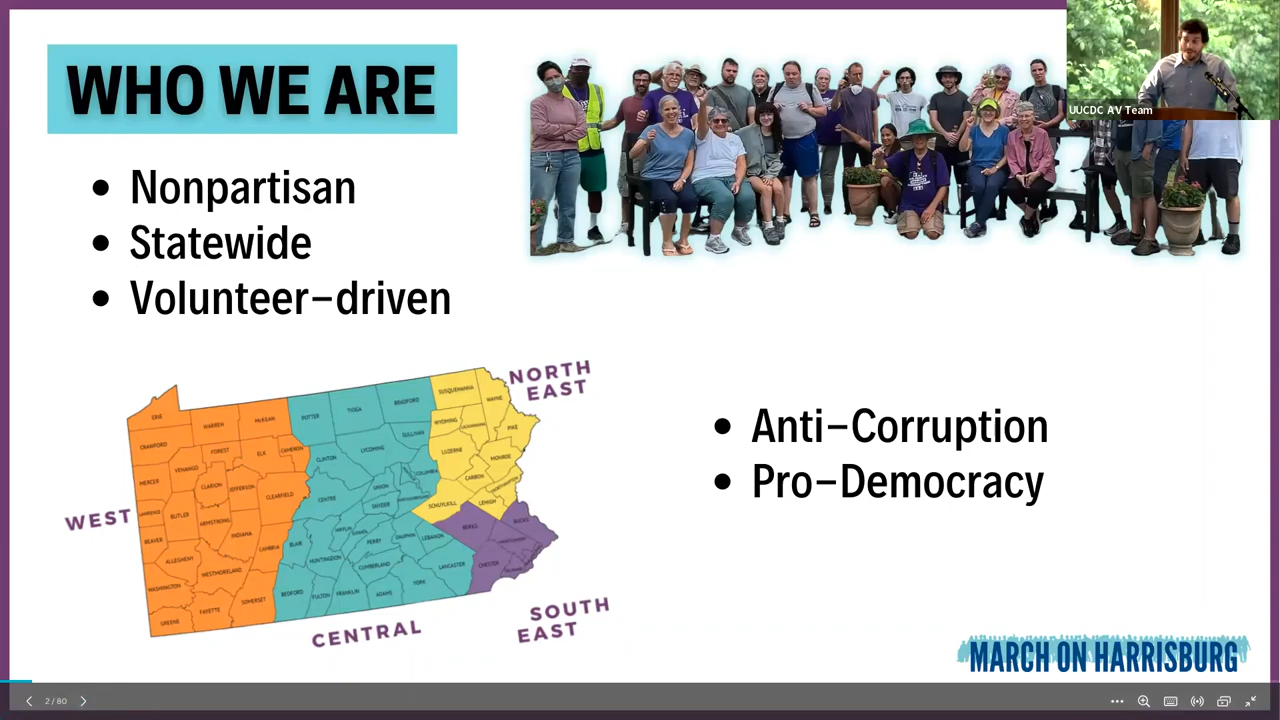 WHO WE ARE
UUCDC AV Team
Nonpartisan
Statewide
Volunteer-driven
NORTH
EAST
WEST
CENTRAL
SOUTH
EAST
ERIE
CRAWFORD
WARREN
McKEAN
FOREST
ELK
CAMERON
MERCER
VENANGO
CLARION
JEFFERSON
CLEARFIELD
LAWRENCE
BUTLER
ARMSTRONG
INDIANA
BEAVER
ALLEGHENY
CAMBRIA
WESTMORELAND
WASHINGTON
GREENE
FAYETTE
SOMERSET
POTTER
TIOGA
BRADFORD
SULLIVAN
CLINTON
LYCOMING
COLUMBIA
CENTRE
UNION
SNYDER
MIFFLIN
BLAIR
PERRY
DAUPHIN
LEBANON
HUNTINGDON
CUMBERLAND
LANCASTER
BEDFORD
FULTON
FRANKLIN
ADAMS
YORK
SUSQUEHANNA
WAYNE
WYOMING
PIKE
LUZERNE
MONROE
CARBON
SCHUYLKILL
LEHIGH
BERKS
BUCKS
CHESTER
Anti-Corruption
Pro-Democracy
MARCH ON HARRISBURG
2 / 80